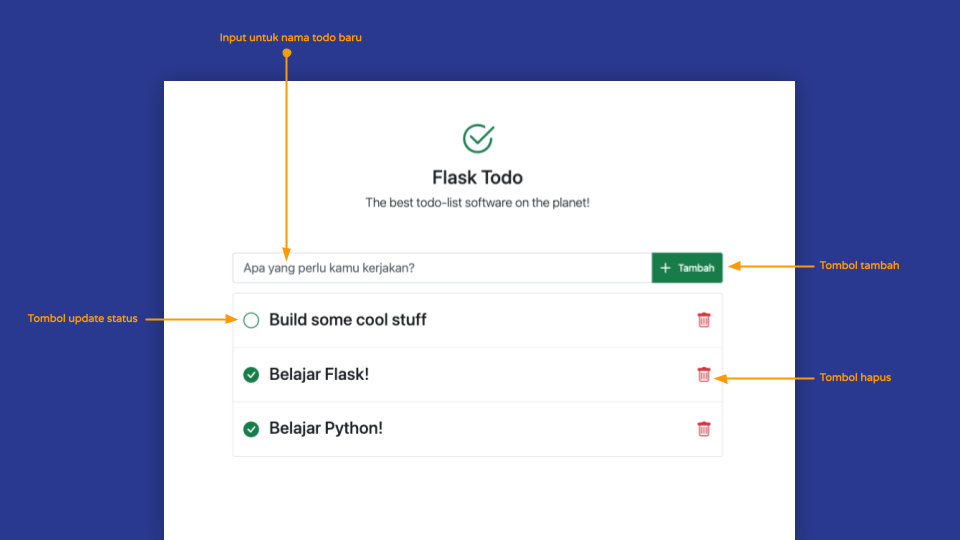 Input untuk nama todo baru
Flask Todo
The best todo-list software on the planet!
Apa yang perlu kamu kerjakan?
+ Tambah
Tombol tambah
Tombol update status
Build some cool stuff
Belajar Flask!
Tombol hapus
Belajar Python!